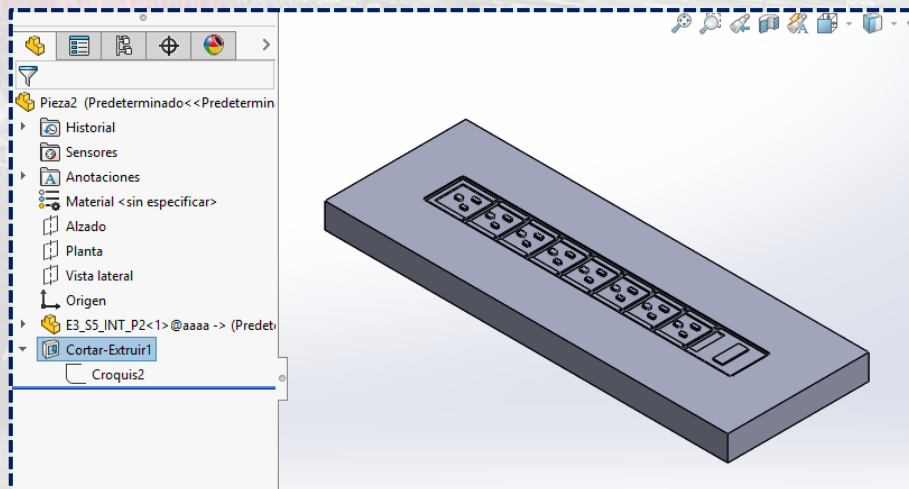 Pieza2 (Predeterminado<<Predetermin
Historial
Sensores
Anotaciones
Material <sin especificar>
Alzado
Planta
Vista lateral
Origen
E3_S5_INT_P2<1>@aaaa -> (Predet
Cortar-Extruir1
Croquis2